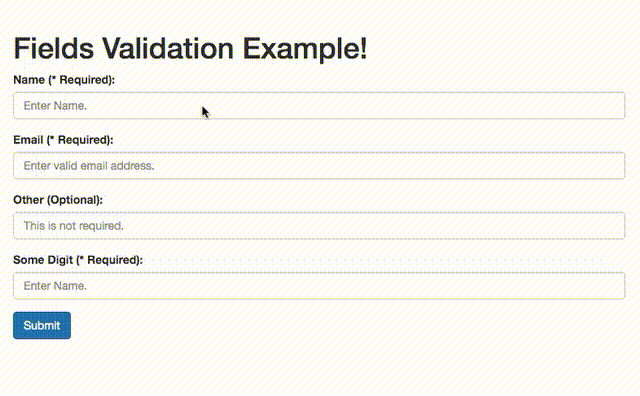 Fields Validation Example!
Name (* Required):
Enter Name.
Email (* Required):
Enter valid email address.
Other (Optional):
This is not required.
Some Digit (* Required):
Enter Name.
Submit